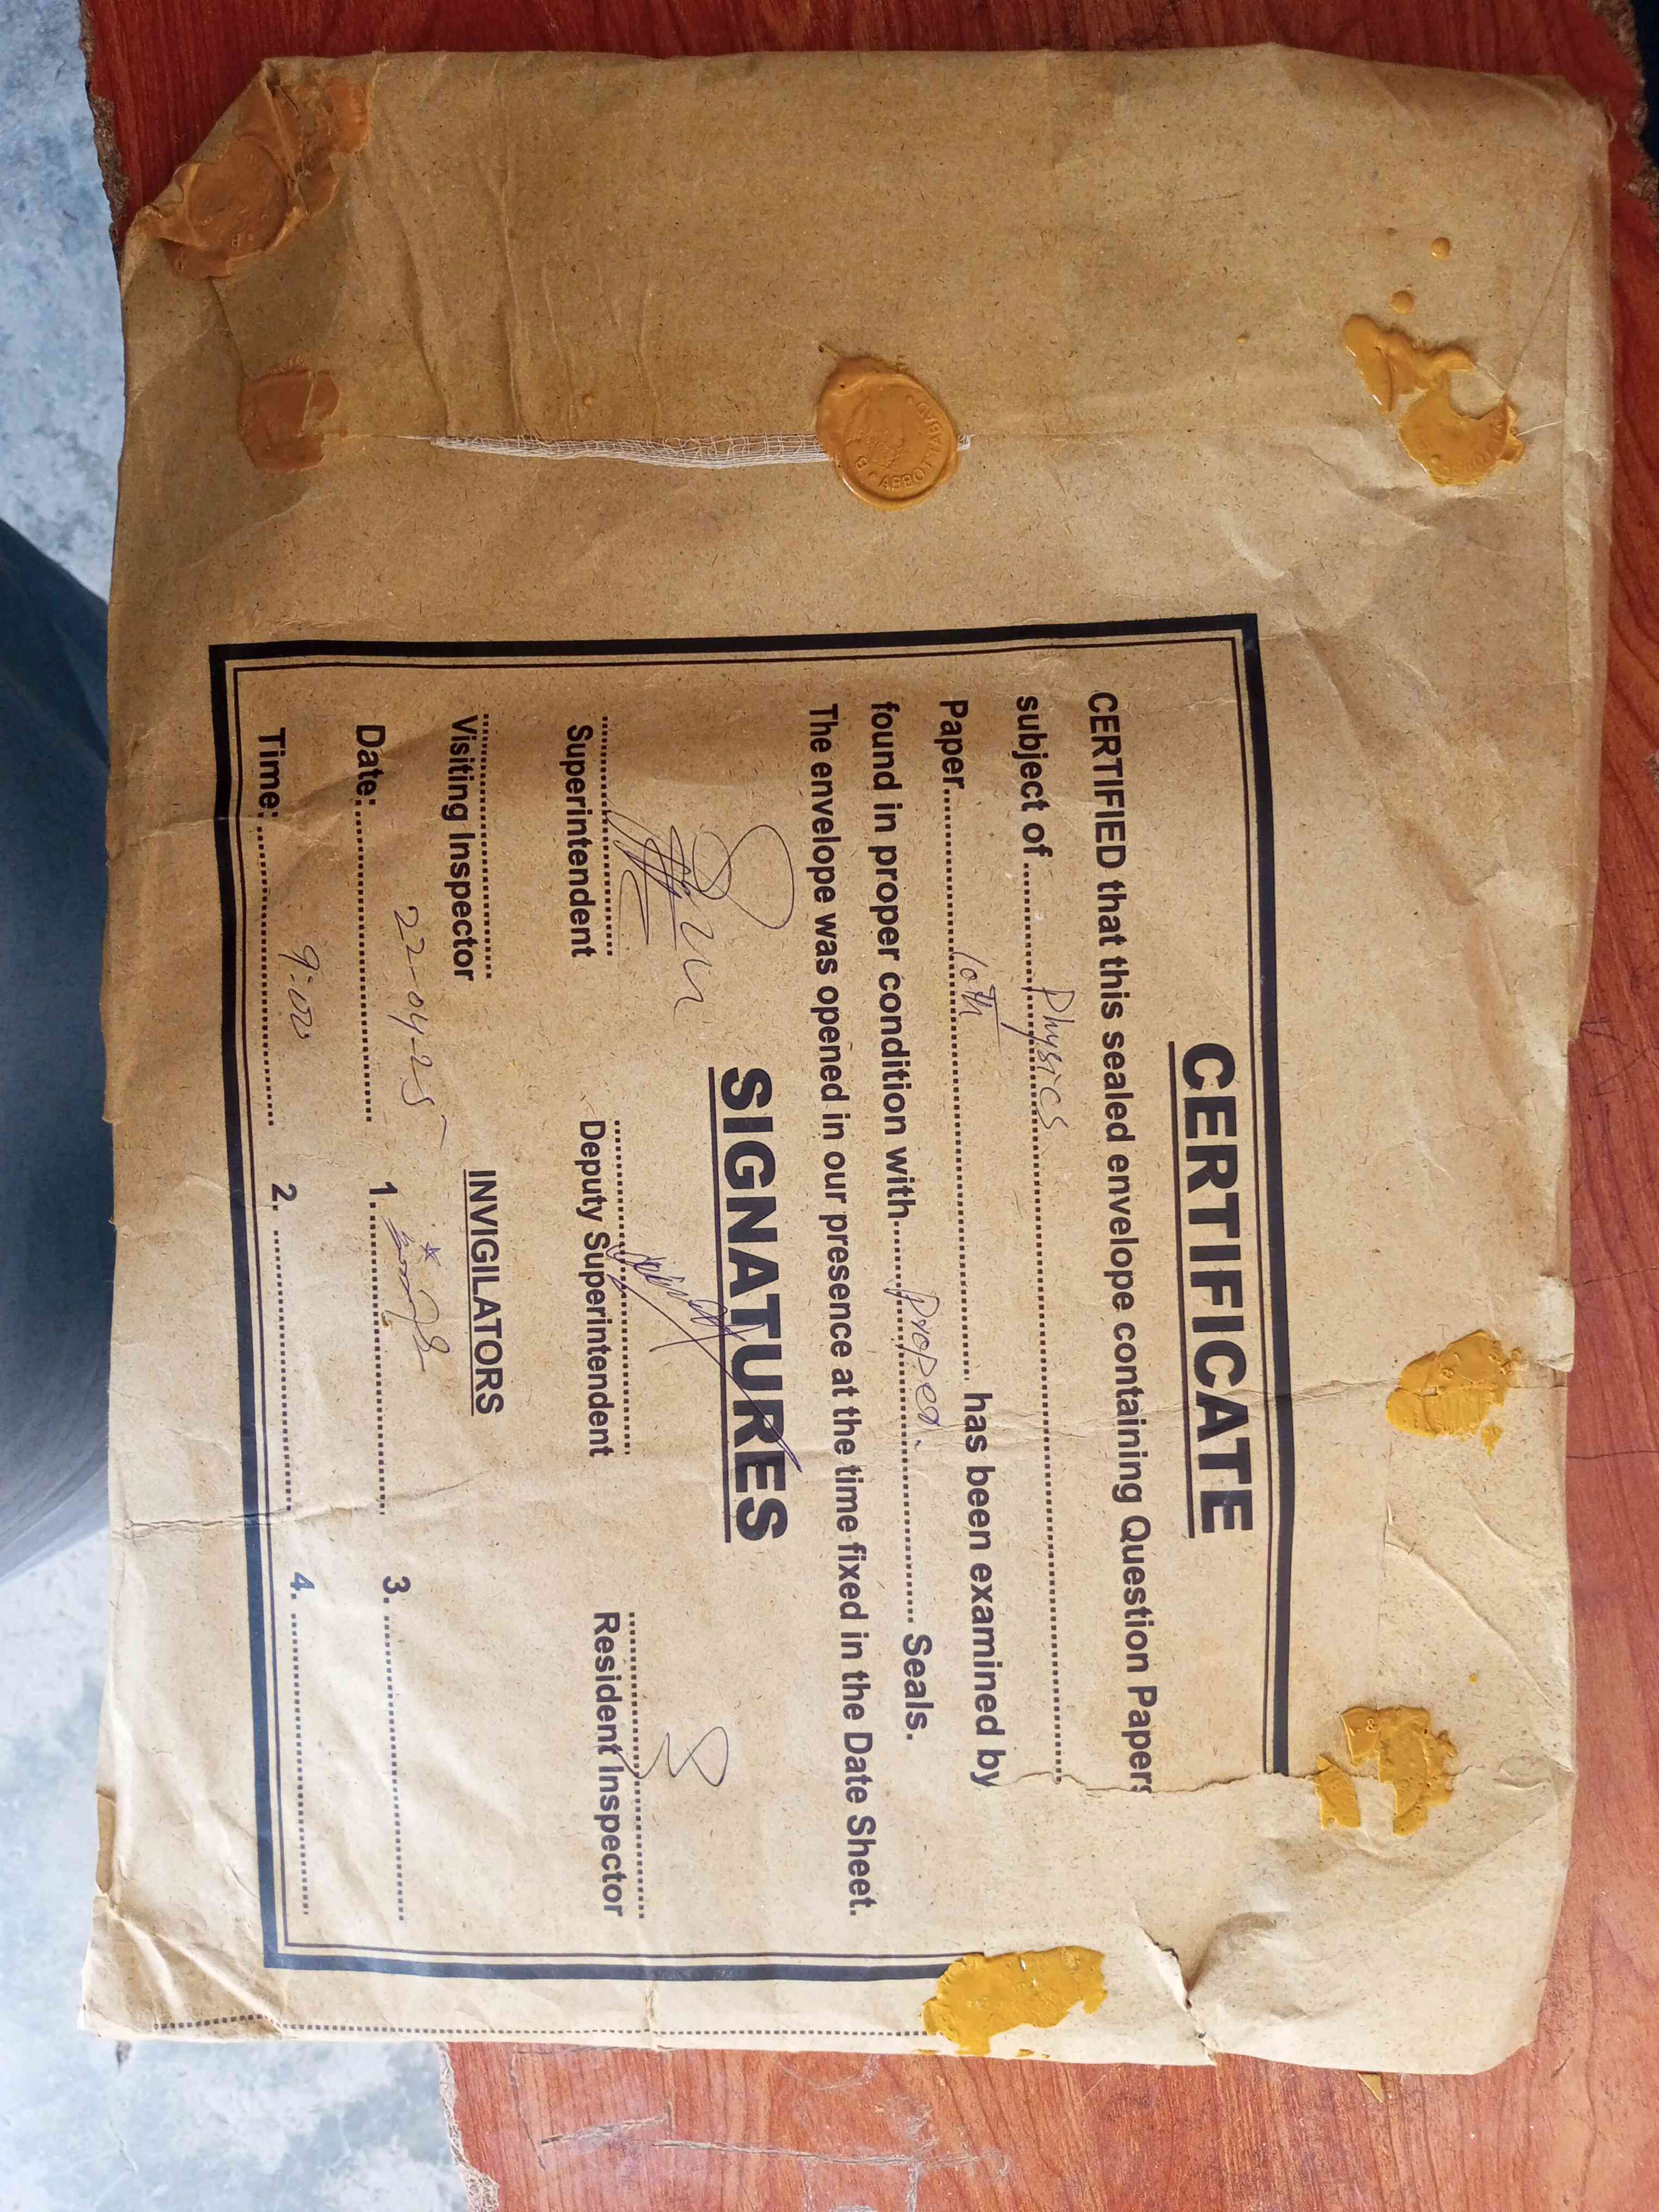 CERTIFICATE
CERTIFIED that this sealed envelope containing Question Papers
subject of .......... Physics ..........
Paper.......... 10th .......... has been examined by
found in proper condition with.......... proper. .......... Seals.
The envelope was opened in our presence at the time fixed in the Date Sheet.
SIGNATURES
Superintendent Deputy Superintendent Resident Inspector
Visiting Inspector INVIGILATORS
Date: 22-04-25 1. .......... 3. ..........
Time: 9:00 2. .......... 4. ..........
ABBOTTABAD